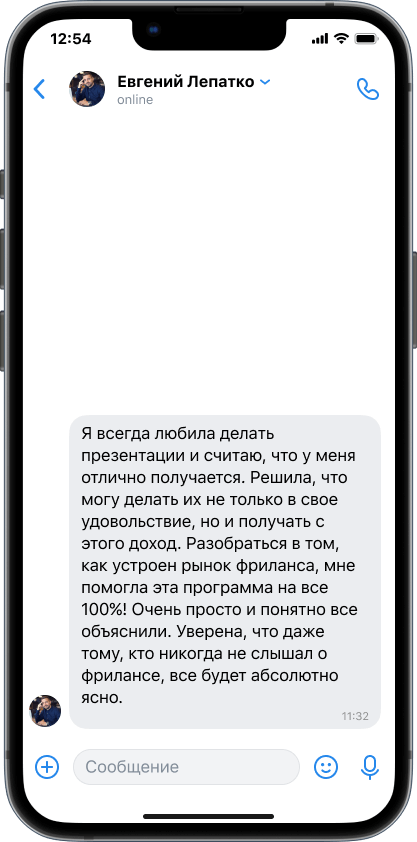 12:54
Евгений Лепатко
online
Я всегда любила делать
презентации и считаю, что у меня
отлично получается. Решила, что
могу делать их не только в свое
удовольствие, но и получать с
этого доход. Разобраться в том,
как устроен рынок фриланса, мне
помогла эта программа на все
100%! Очень просто и понятно все
объяснили. Уверена, что даже
тому, кто никогда не слышал о
фрилансе, все будет абсолютно
ясно.
11:32
Сообщение